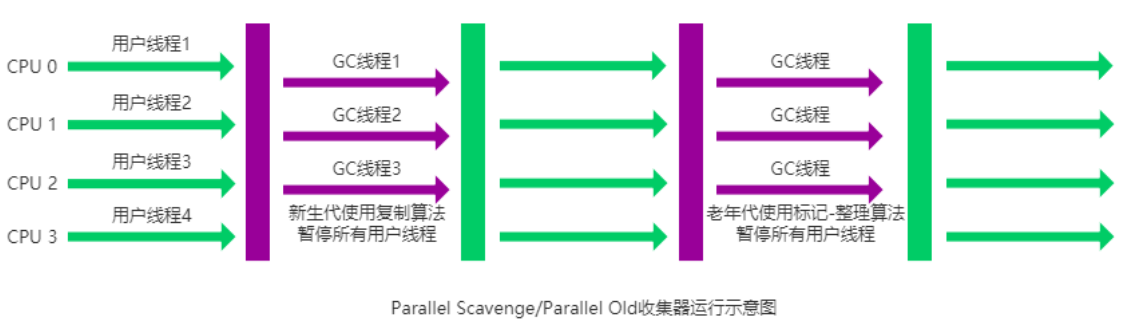 用户线程1
CPU 0
GC线程1
GC线程
用户线程2
CPU 1
GC线程2
GC线程
用户线程3
CPU 2
GC线程3
GC线程
用户线程4
CPU 3
新生代使用复制算法
暂停所有用户线程
老年代使用标记-整理算法
暂停所有用户线程
Parallel Scavenge/Parallel Old收集器运行示意图